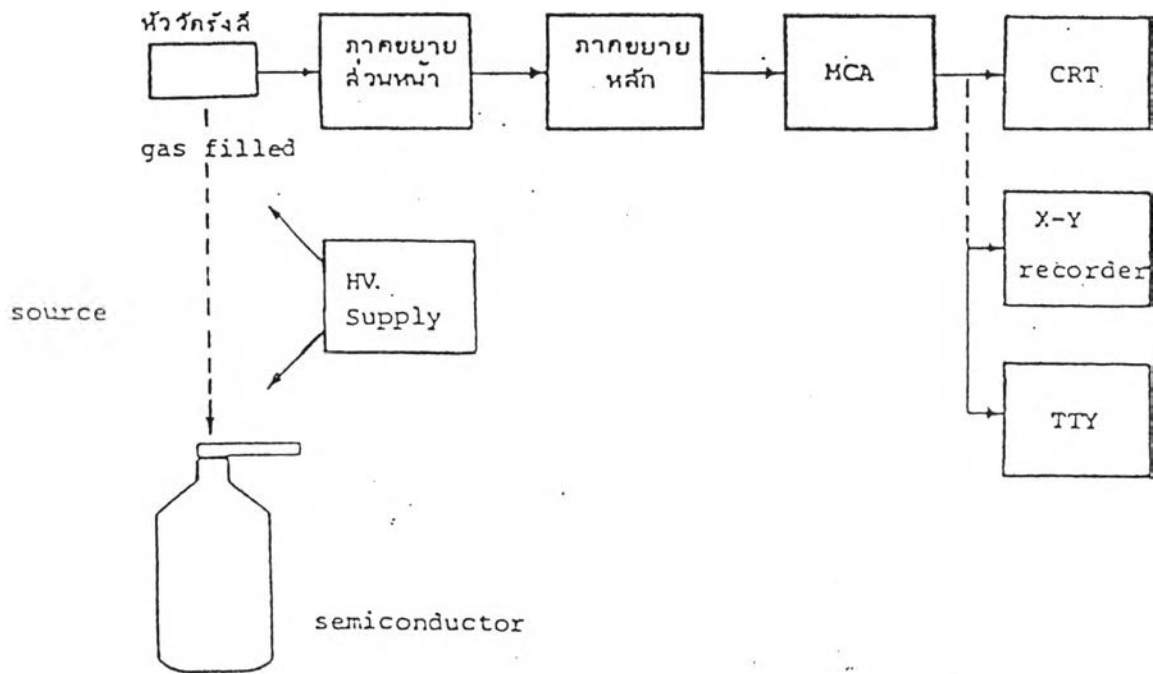 หัววัดรังสี
ภาคขยาย
ส่วนหน้า
ภาคขยาย
หลัก
MCA
CRT
gas filled
X-Y
recorder
HV.
Supply
source
TTY
semiconductor